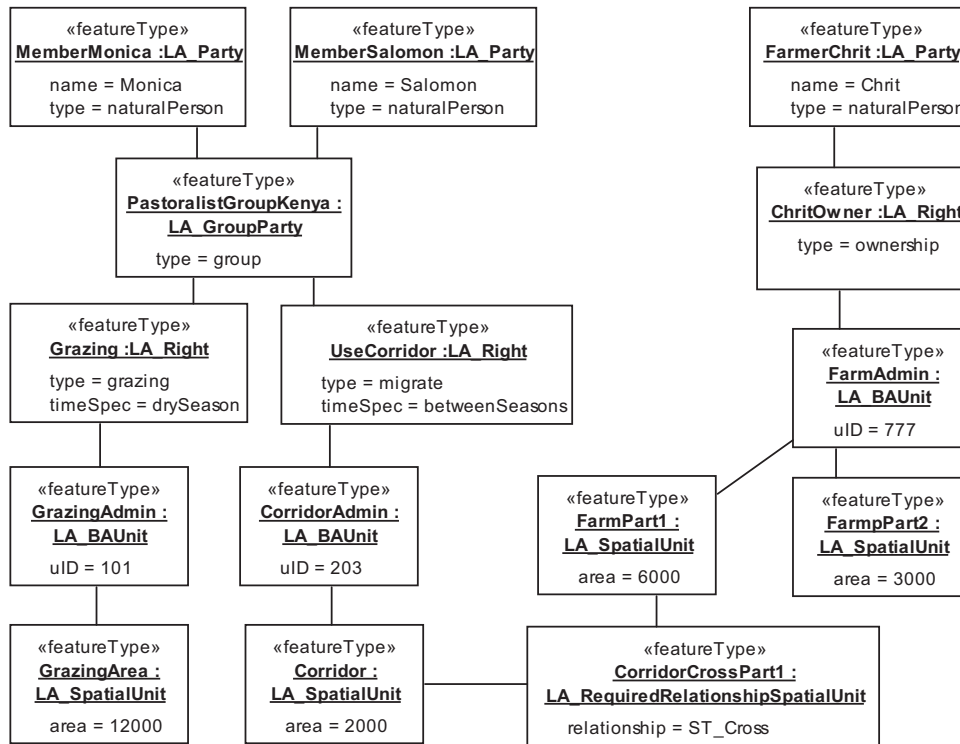 «featureType»
MemberMonica :LA_Party
name = Monica
type = naturalPerson
«featureType»
MemberSalomon :LA_Party
name = Salomon
type = naturalPerson
«featureType»
FarmerChrit :LA_Party
name = Chrit
type = naturalPerson
«featureType»
PastoralistGroupKenya :
LA_GroupParty
type = group
«featureType»
ChritOwner :LA_Right
type = ownership
«featureType»
Grazing :LA_Right
type = grazing
timeSpec = drySeason
«featureType»
UseCorridor :LA_Right
type = migrate
timeSpec = betweenSeasons
«featureType»
FarmAdmin :
LA_BAUnit
uID = 777
«featureType»
GrazingAdmin :
LA_BAUnit
uID = 101
«featureType»
CorridorAdmin :
LA_BAUnit
uID = 203
«featureType»
FarmPart1 :
LA_SpatialUnit
area = 6000
«featureType»
FarmpPart2 :
LA_SpatialUnit
area = 3000
«featureType»
GrazingArea :
LA_SpatialUnit
area = 12000
«featureType»
Corridor :
LA_SpatialUnit
area = 2000
«featureType»
CorridorCrossPart1 :
LA_RequiredRelationshipSpatialUnit
relationship = ST_Cross